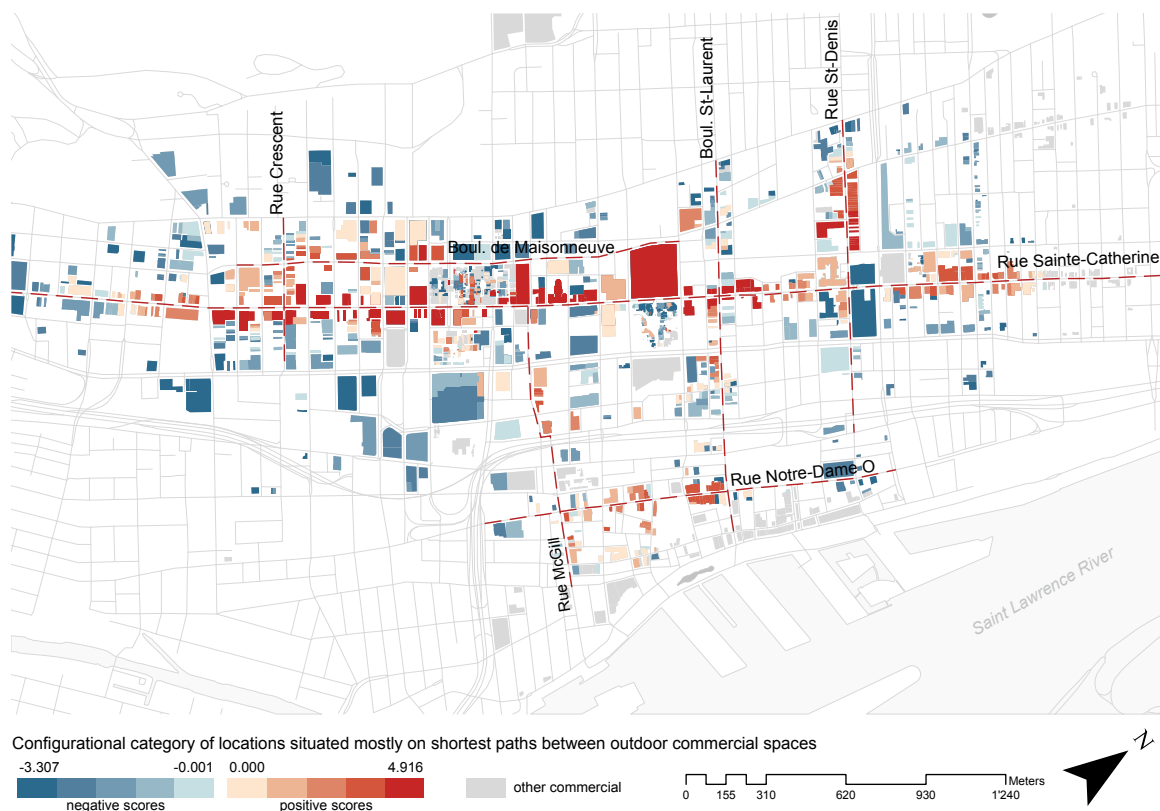 Rue Crescent
Boul. St-Laurent
Rue St-Denis
Boul. de Maisonneuve
Rue Sainte-Catherine
Rue Notre-Dame-O
Rue McGill
Saint Lawrence River
Configurational category of locations situated mostly on shortest paths between outdoor commercial spaces
-3.307 -0.001 0.000 4.916
negative scores positive scores
other commercial
Meters
0 155 310 620 930 1'240
N